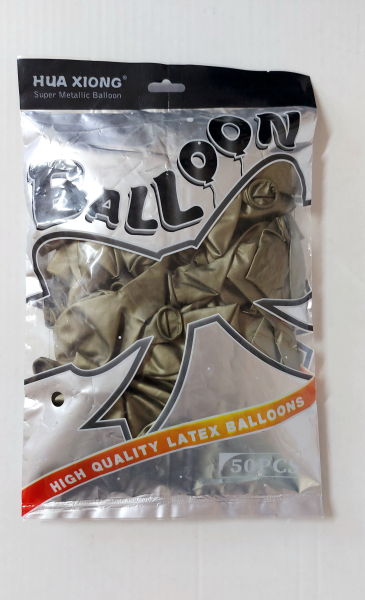 HUA XIONG®
Super Metallic Balloon
BALLOON
HIGH QUALITY LATEX BALLOONS
50PCS